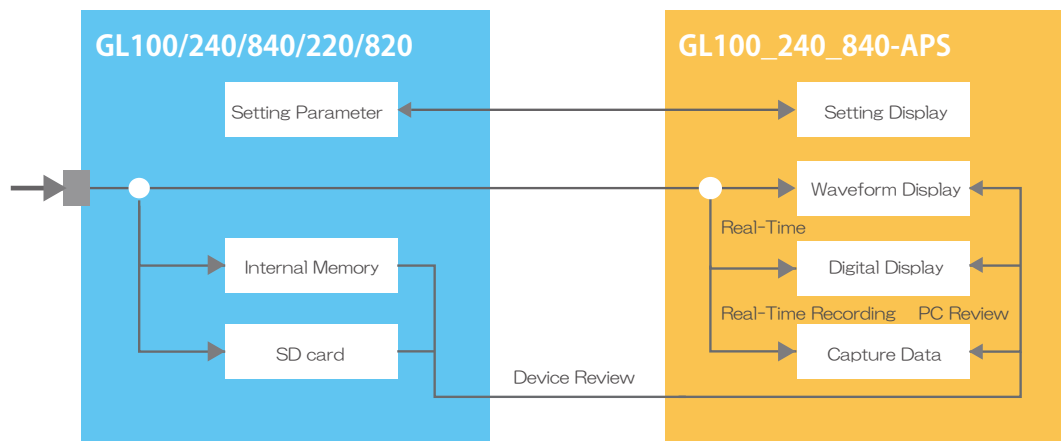 GL100/240/840/220/820
GL100_240_840-APS
Setting Parameter
Setting Display
Waveform Display
Real-Time
Internal Memory
Digital Display
Real-Time Recording
PC Review
SD card
Capture Data
Device Review